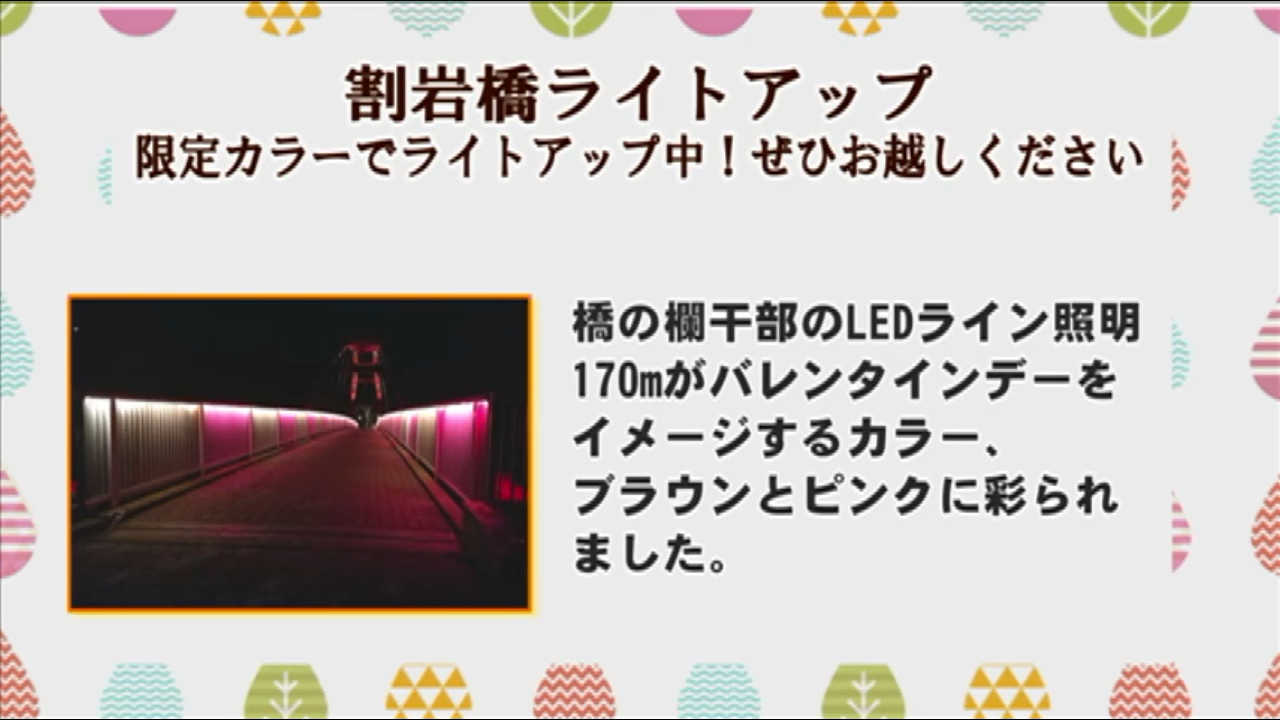 割岩橋ライトアップ
限定カラーでライトアップ中！ぜひお越しください
橋の欄干部のLEDライン照明
170mがバレンタインデーを
イメージするカラー、
ブラウンとピンクに彩られ
ました。